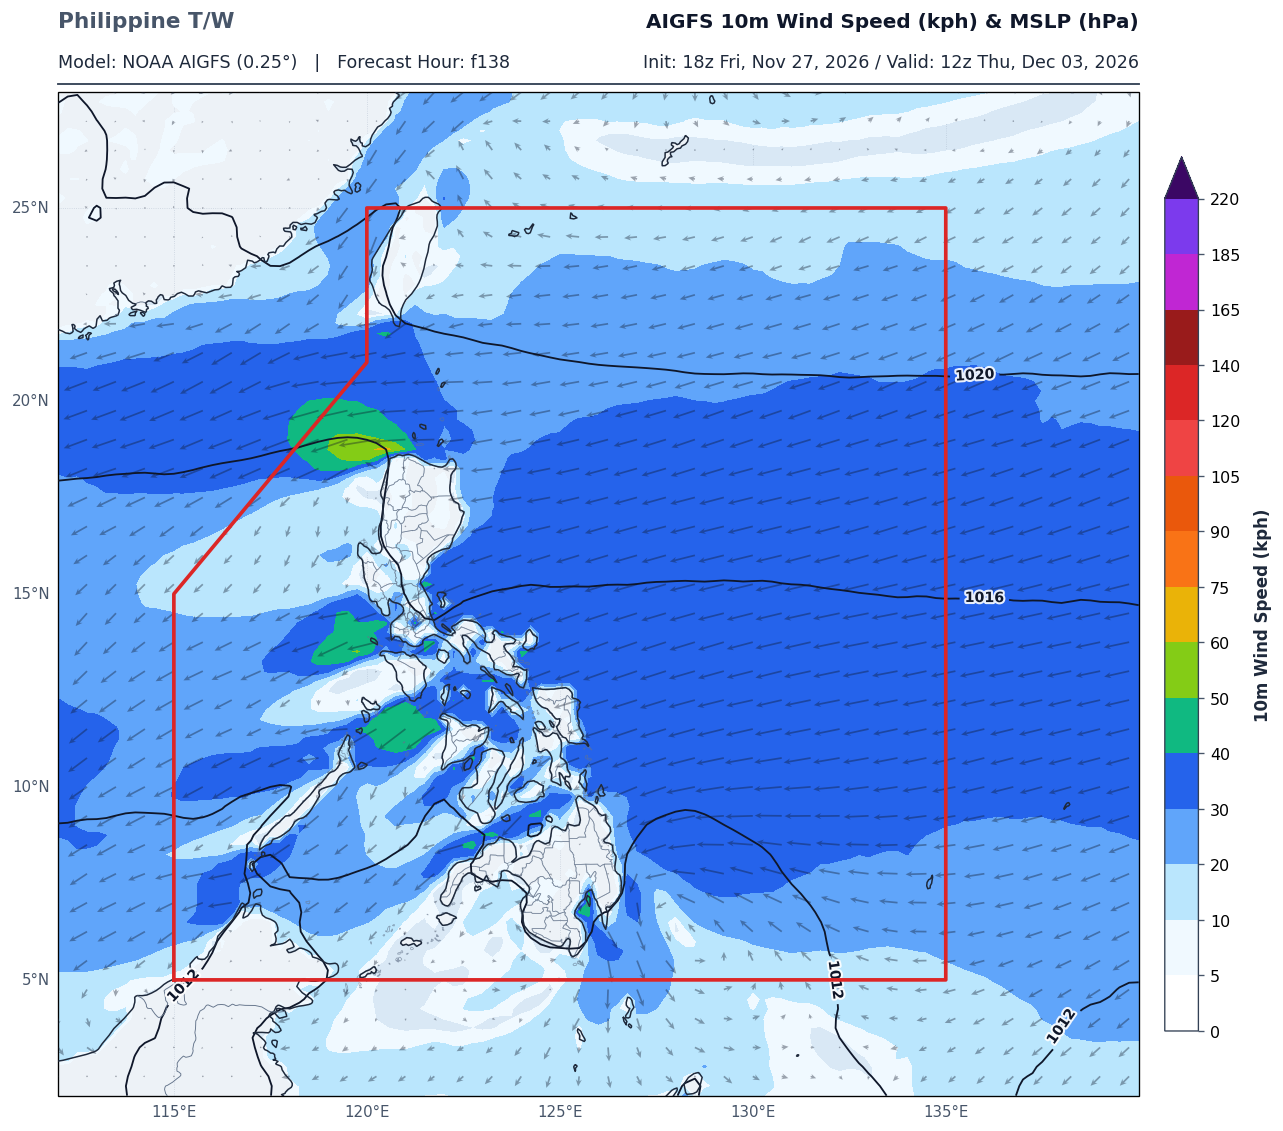 Philippine T/W
AIGFS 10m Wind Speed (kph) & MSLP (hPa)
Model: NOAA AIGFS (0.25°) | Forecast Hour: f138
Init: 18z Fri, Nov 27, 2026 / Valid: 12z Thu, Dec 03, 2026
25°N
20°N
15°N
10°N
5°N
1020
1016
1012
1012
1012
115°E
120°E
125°E
130°E
135°E
220
185
165
140
120
105
90
75
60
50
40
30
20
10
5
0
10m Wind Speed (kph)